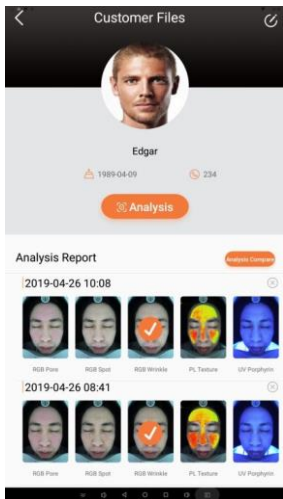 Customer Files
Edgar
1989-04-09 234
Analysis
Analysis Report Analysis Compare
2019-04-26 10:08
RGB Pore RGB Spot RGB Wrinkle PL Texture UV Porphyrin
2019-04-26 08:41
RGB Pore RGB Spot RGB Wrinkle PL Texture UV Porphyrin